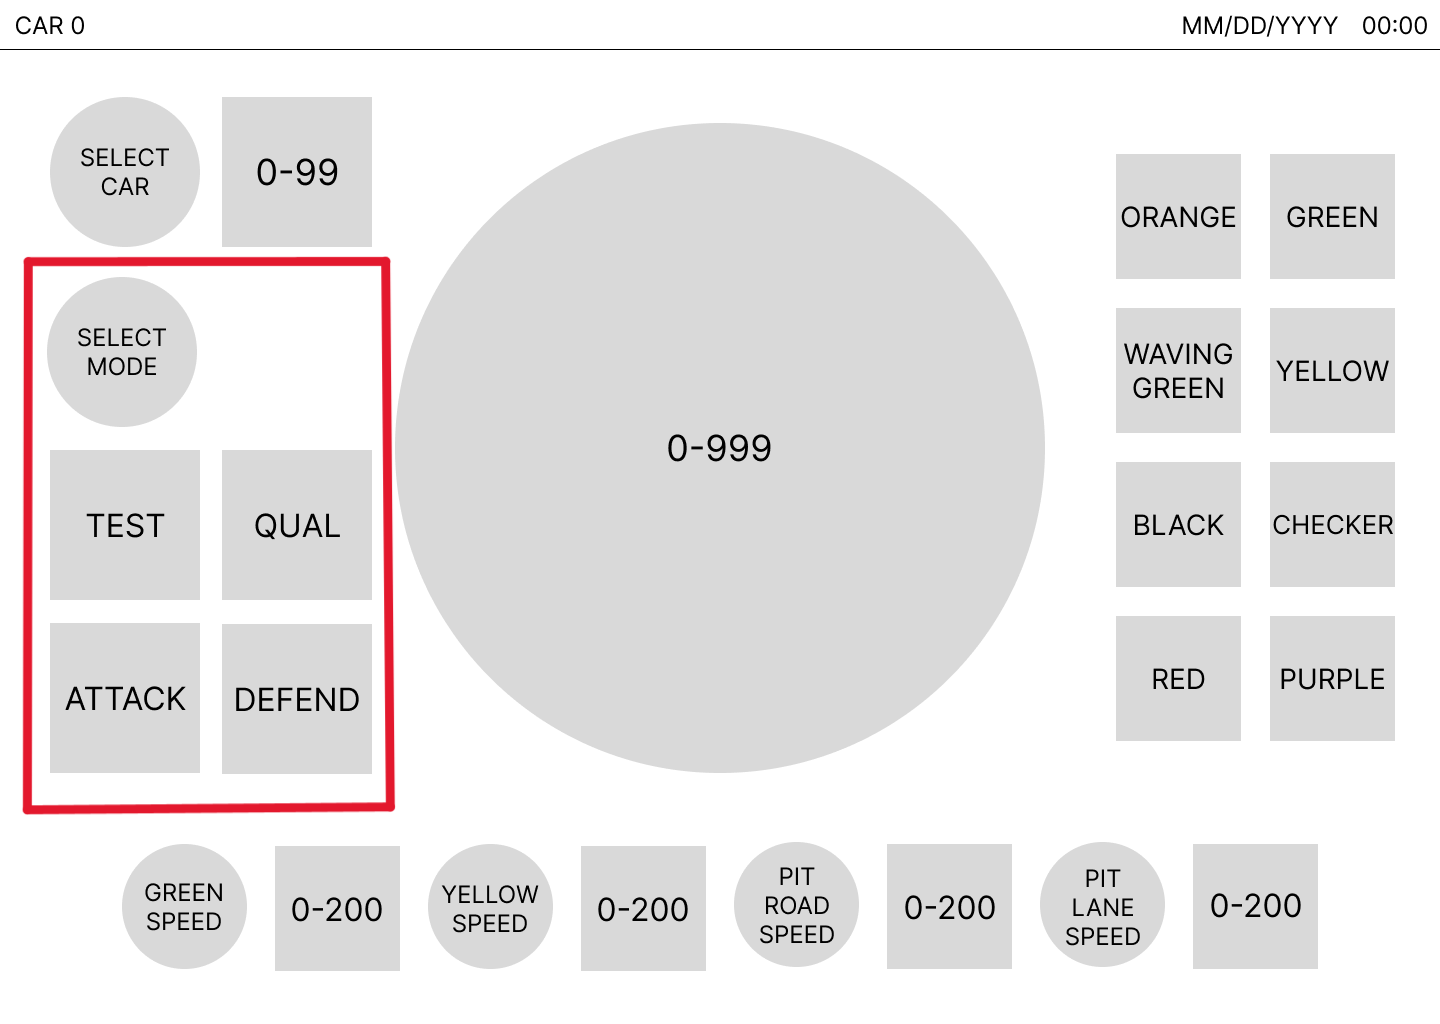 CAR 0
MM/DD/YYYY 00:00
SELECT
CAR
0-99
SELECT
MODE
TEST
QUAL
ATTACK
DEFEND
0-999
ORANGE
GREEN
WAVING
GREEN
YELLOW
BLACK
CHECKER
RED
PURPLE
GREEN
SPEED
0-200
YELLOW
SPEED
0-200
PIT
ROAD
SPEED
0-200
PIT
LANE
SPEED
0-200